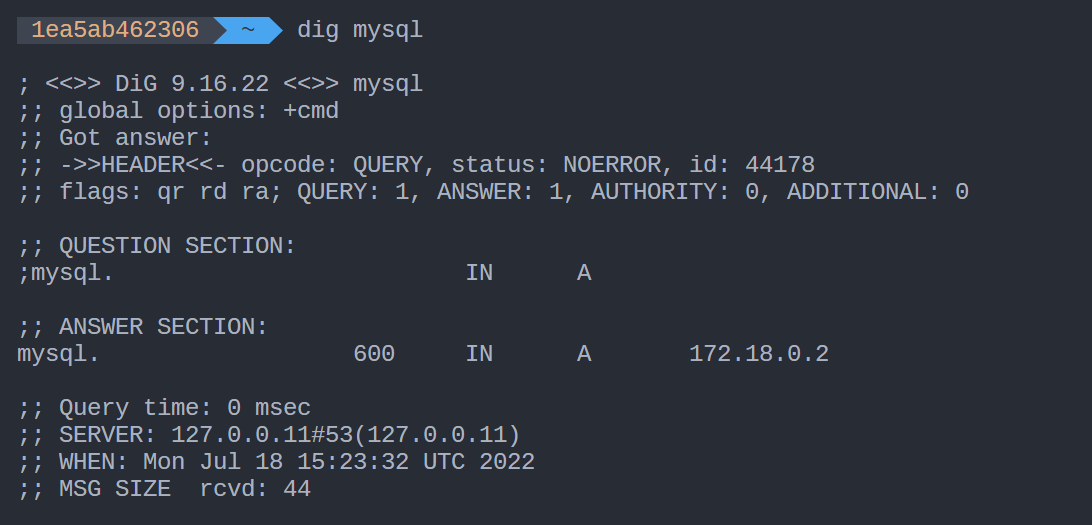 1ea5ab462306 ~ dig mysql
; <<>> DiG 9.16.22 <<>> mysql
;; global options: +cmd
;; Got answer:
;; ->>HEADER<<- opcode: QUERY, status: NOERROR, id: 44178
;; flags: qr rd ra; QUERY: 1, ANSWER: 1, AUTHORITY: 0, ADDITIONAL: 0
;; QUESTION SECTION:
;mysql. IN A
;; ANSWER SECTION:
mysql. 600 IN A 172.18.0.2
;; Query time: 0 msec
;; SERVER: 127.0.0.11#53(127.0.0.11)
;; WHEN: Mon Jul 18 15:23:32 UTC 2022
;; MSG SIZE  rcvd: 44